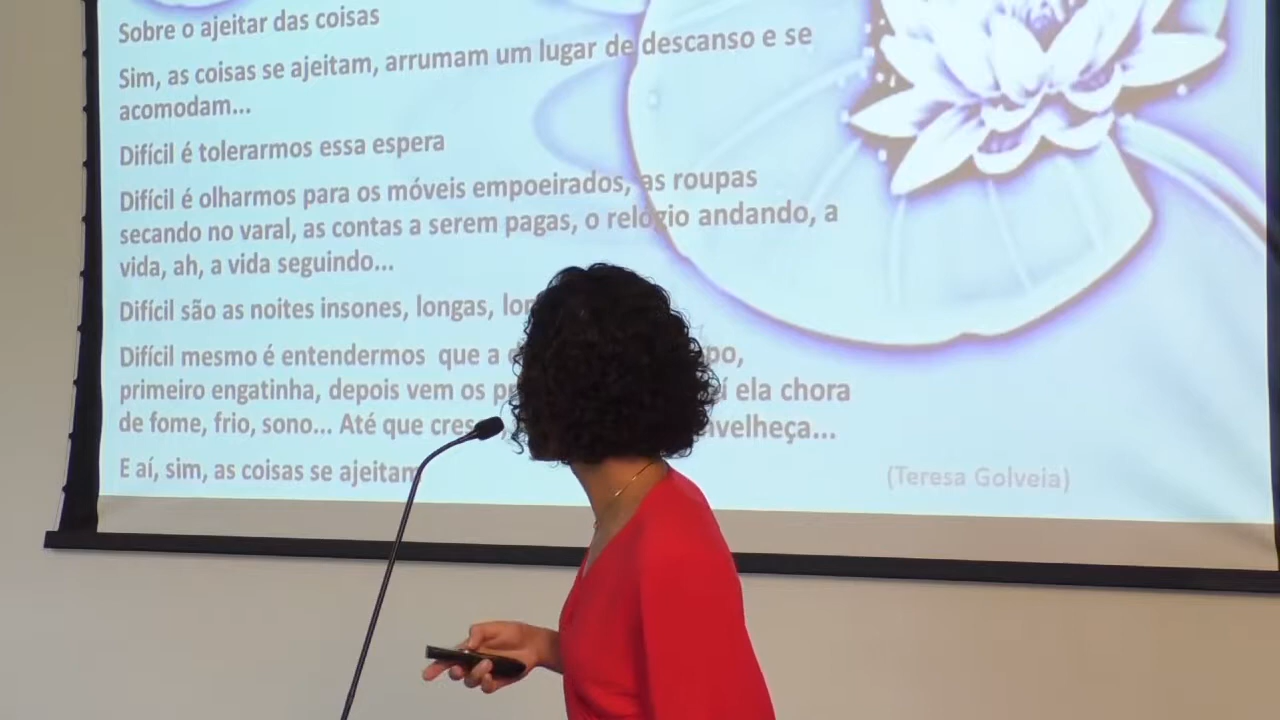 Sobre o ajeitar das coisas
Sim, as coisas se ajeitam, arrumam um lugar de descanso e se
acomodam...
Difícil é tolerarmos essa espera
Difícil é olharmos para os móveis empoeirados, as roupas
secando no varal, as contas a serem pagas, o relógio andando, a
vida, ah, a vida seguindo...
Difícil são as noites insones, longas,
Difícil mesmo é entendermos que a
primeiro engatinha, depois vem os ela chora
de fome, frio, sono... Até que
E aí, sim, as coisas se ajeitam
(Teresa Golveia)